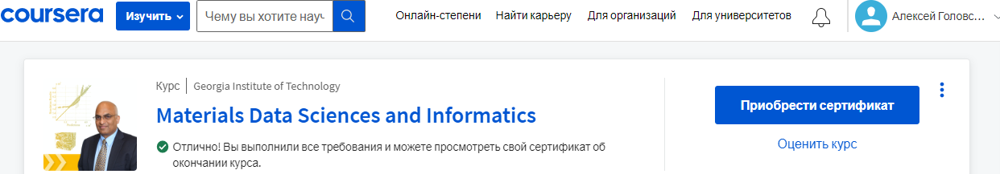 coursera Изучить Чему вы хотите науч Онлайн-степени Найти карьеру Для организаций Для университетов Алексей Головс...
Курс | Georgia Institute of Technology
Materials Data Sciences and Informatics
Отлично! Вы выполнили все требования и можете просмотреть свой сертификат об
окончании курса.
Приобрести сертификат
Оценить курс